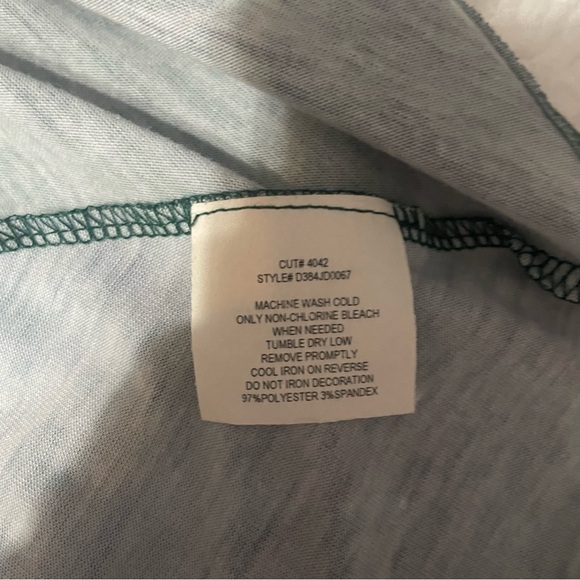 CUT# 4042
STYLE# D384JD0067
MACHINE WASH COLD
ONLY NON-CHLORINE BLEACH
WHEN NEEDED
TUMBLE DRY LOW
REMOVE PROMPTLY
COOL IRON ON REVERSE
DO NOT IRON DECORATION
97%POLYESTER 3%SPANDEX